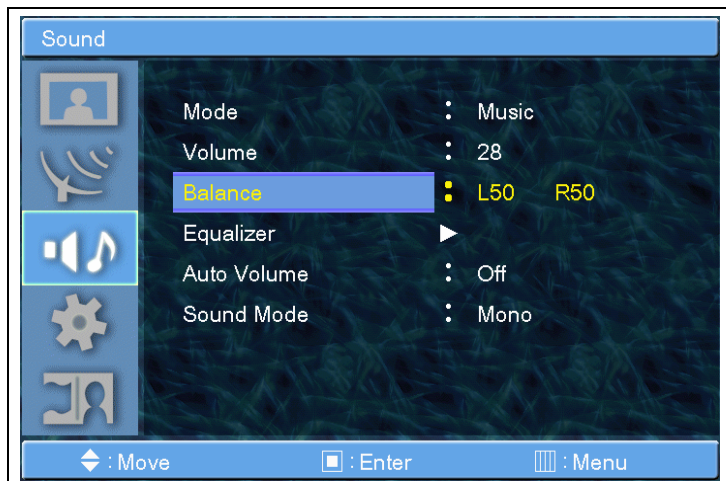 Sound
Mode : Music
Volume : 28
Balance : L50 R50
Equalizer
Auto Volume : Off
Sound Mode : Mono
: Move : Enter : Menu